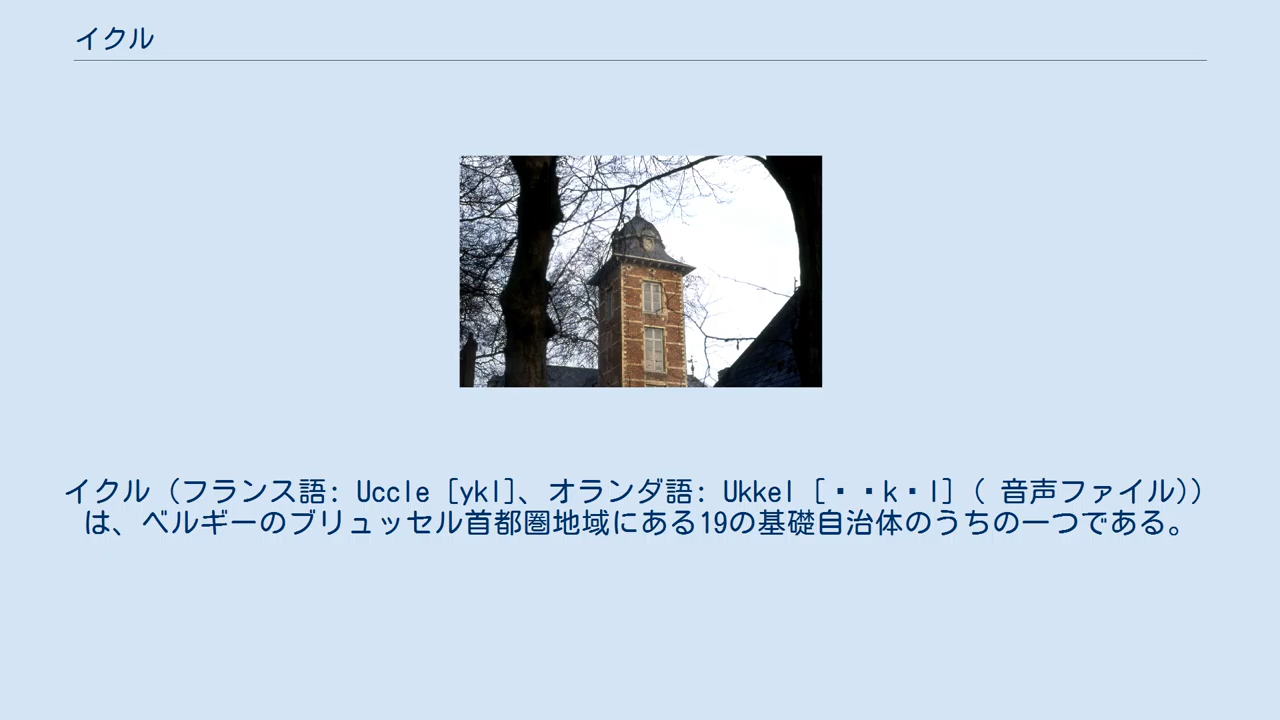 イクル
イクル（フランス語: Uccle [ykl]、オランダ語: Ukkel [▪▪k▪l]（ 音声ファイル））
は、ベルギーのブリュッセル首都圏地域にある19の基礎自治体のうちの一つである。